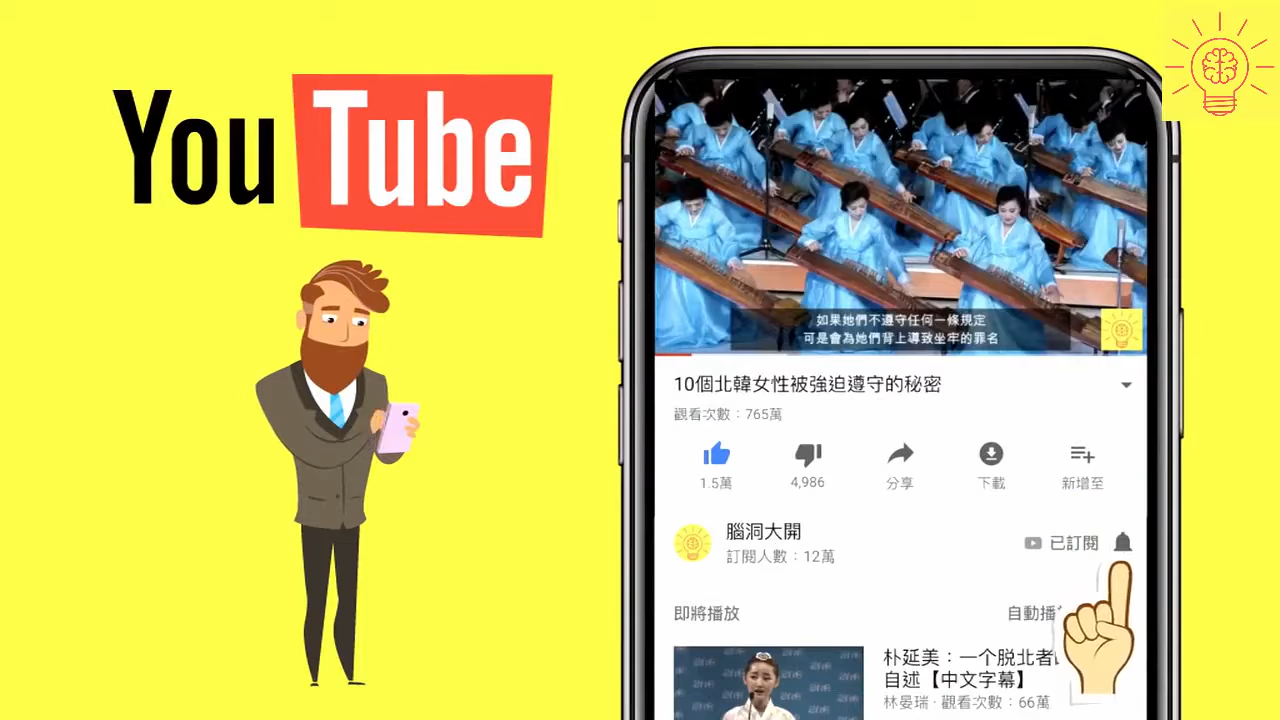 YouTube
如果她們不遵守任何一條規定
可是會為她們背上導致坐牢的罪名
10個北韓女性被強迫遵守的秘密
觀看次數：765萬
1.5萬
4,986
分享
下載
新增至
腦洞大開
訂閱人數：12萬
已訂閱
即將播放
自動播
朴延美：一个脱北者
自述【中文字幕】
林晏瑞 · 觀看次數：66萬